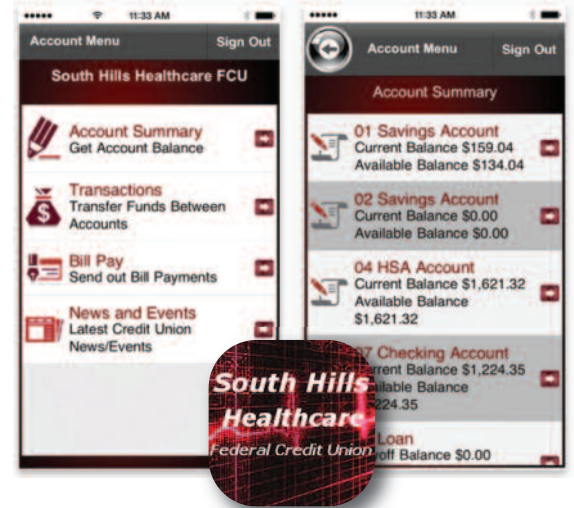 11:33 AM
Account Menu
Sign Out
South Hills Healthcare FCU
Account Summary
Get Account Balance
Transactions
Transfer Funds Between
Accounts
Bill Pay
Send out Bill Payments
News and Events
Latest Credit Union
News/Events
11:33 AM
Account Menu
Sign Out
Account Summary
01 Savings Account
Current Balance $159.04
Available Balance $134.04
02 Savings Account
Current Balance $0.00
Available Balance $0.00
04 HSA Account
Current Balance $1,621.32
Available Balance
$1,621.32
Checking Account
Balance $1,224.35
Balance
224.35
Loan
Balance $0.00
South Hills
Healthcare
Federal Credit Union